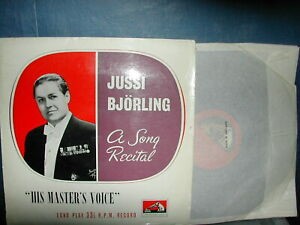 JUSSI
BJÖRLING
A Song
Recital
"HIS MASTER'S VOICE"
LONG PLAY 33⅓ R.P.M. RECORD